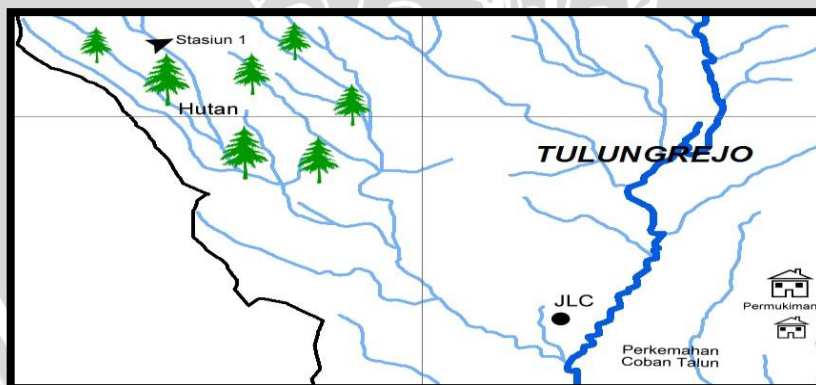 Stasiun 1
Hutan
TULUNGREJO
JLC
Permukiman
Perkemahan
Coban Talun